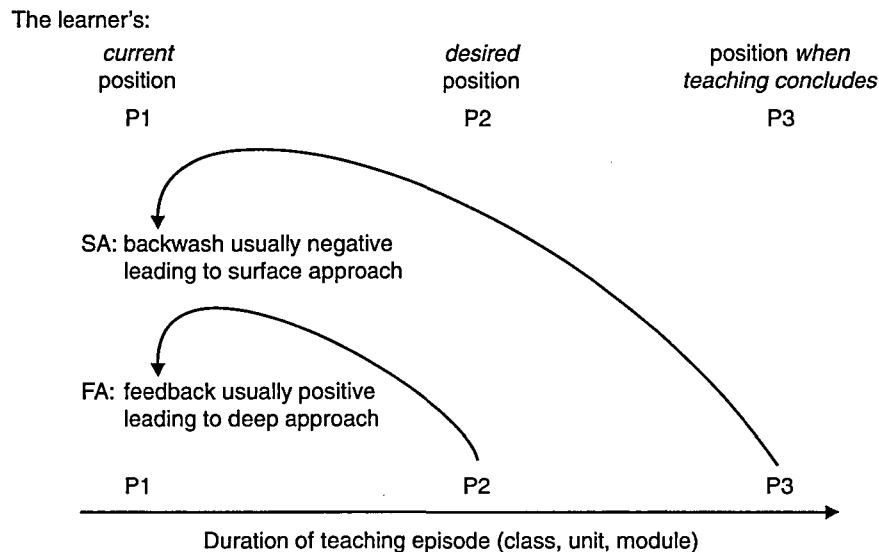 The learner's:
current desired position when
position position teaching concludes
P1 P2 P3
SA: backwash usually negative
leading to surface approach
FA: feedback usually positive
leading to deep approach
P1 P2 P3
Duration of teaching episode (class, unit, module)